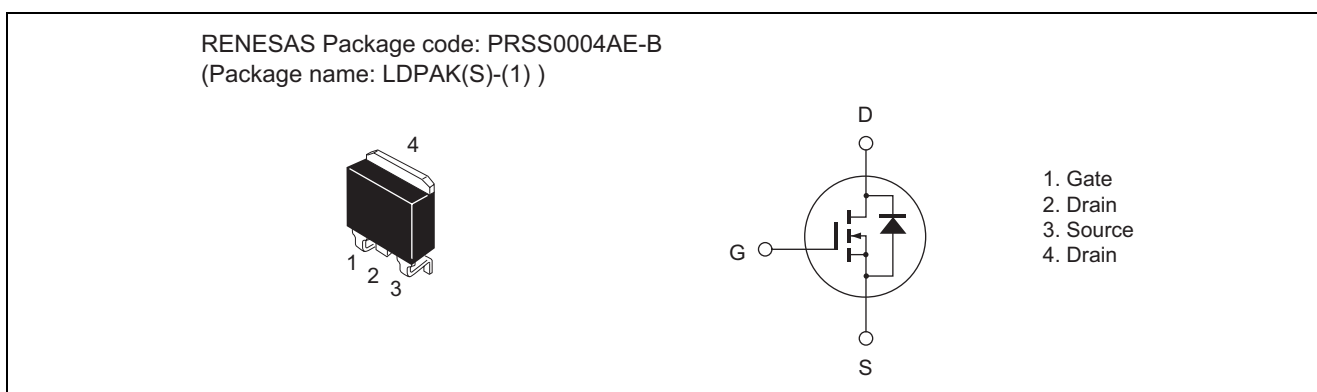 RENESAS Package code: PRSS0004AE-B
(Package name: LDPAK(S)-(1) )
4
1
2
3
D
G
S
1. Gate
2. Drain
3. Source
4. Drain